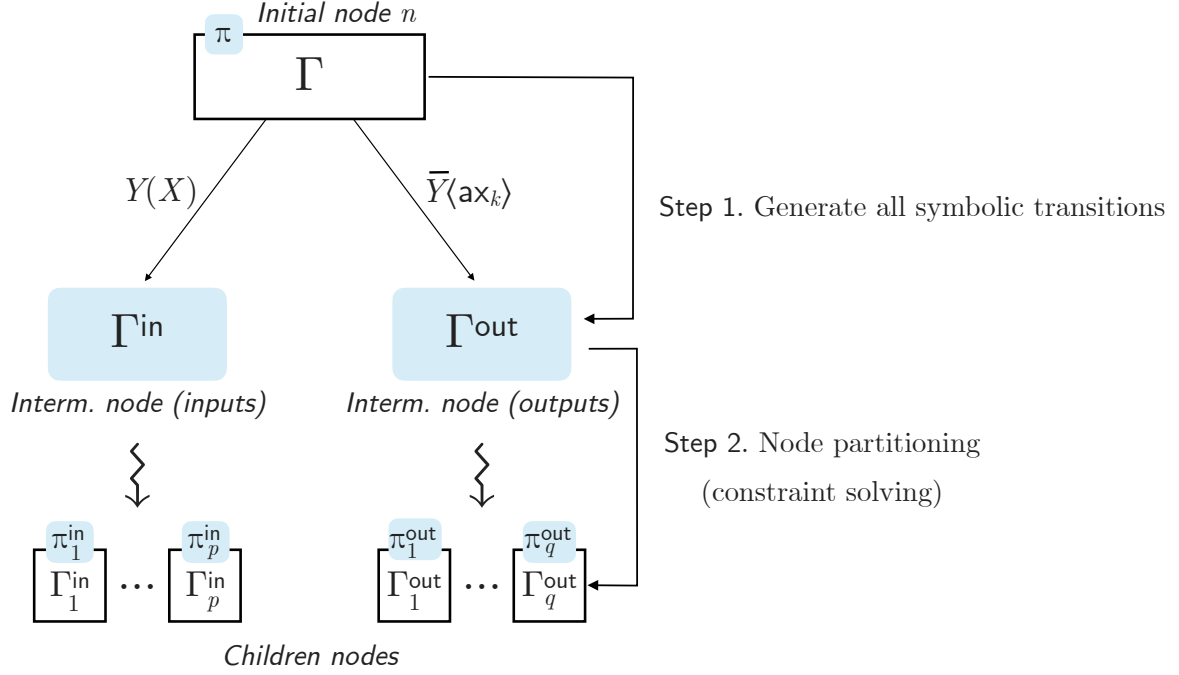 Initial node n
π
Γ
Y(X)
Ȳ⟨ax_k⟩
Step 1. Generate all symbolic transitions
Γ^in
Γ^out
Interm. node (inputs)
Interm. node (outputs)
Step 2. Node partitioning
(constraint solving)
π_1^in
π_p^in
π_1^out
π_q^out
Γ_1^in ... Γ_p^in
Γ_1^out ... Γ_q^out
Children nodes